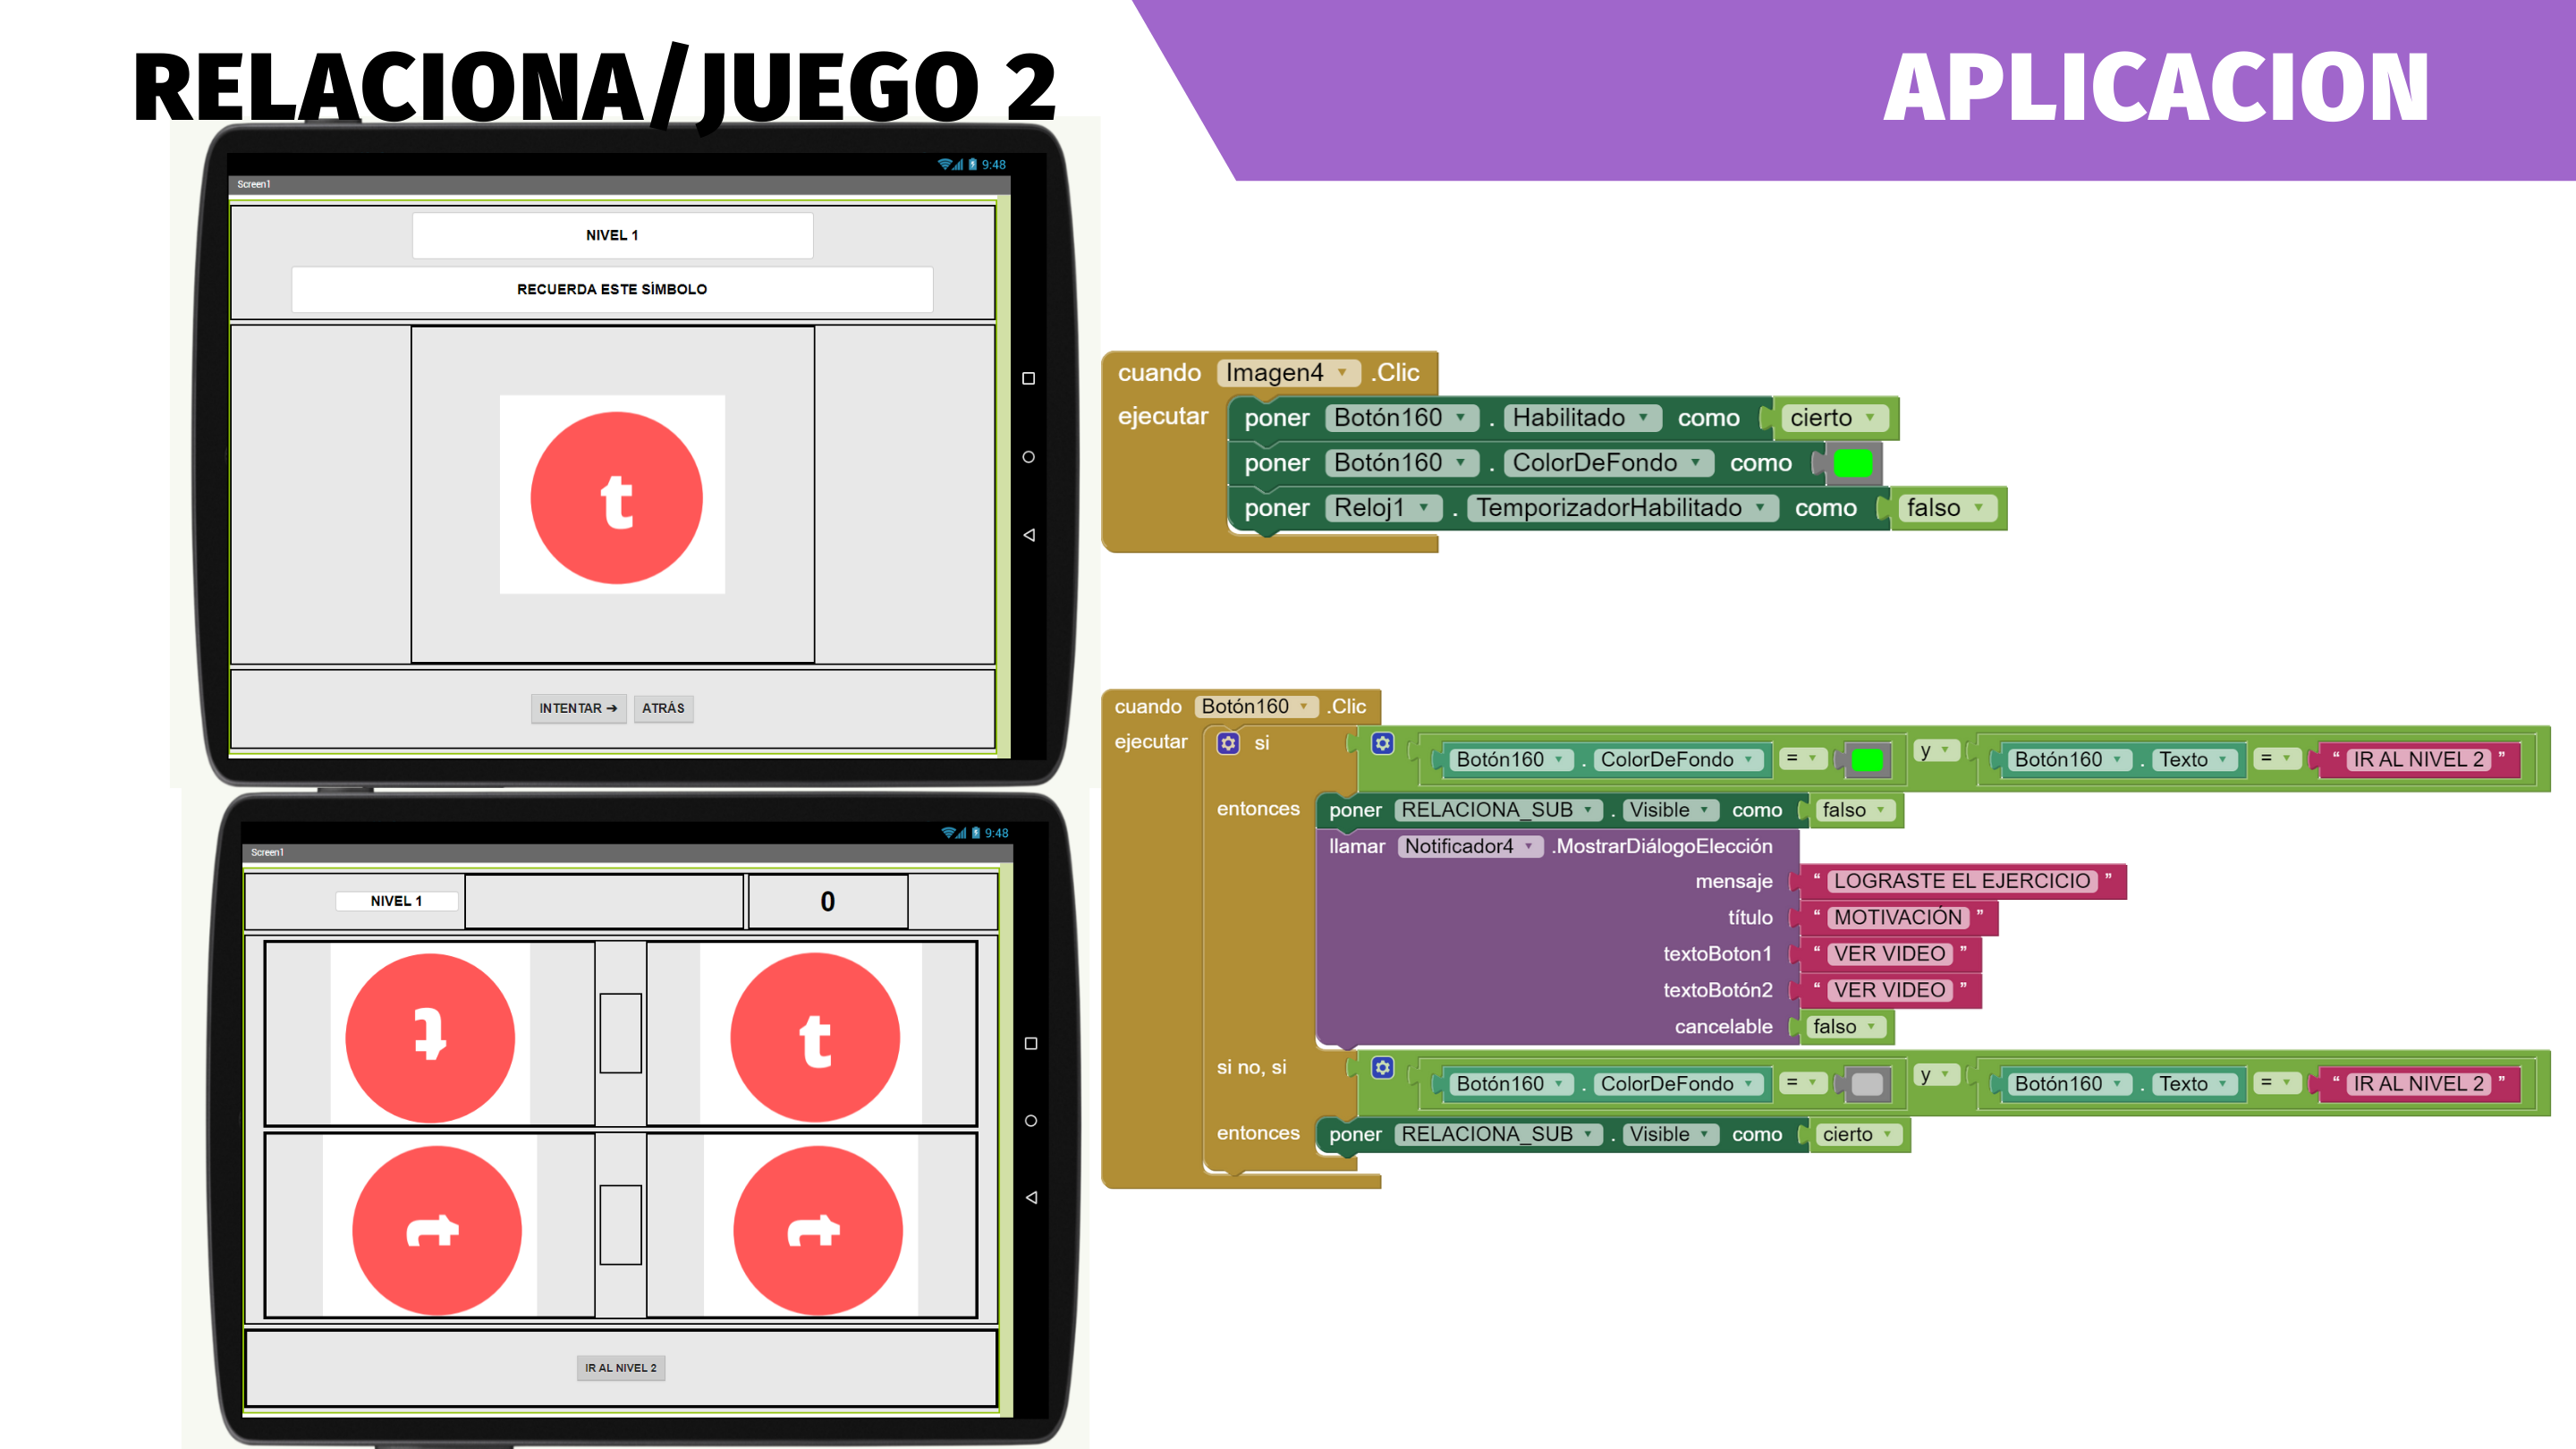 RELACIONA/JUEGO 2
APLICACION
9:48
Screen1
NIVEL 1
RECUERDA ESTE SÍMBOLO
t
INTENTAR ➔ ATRÁS
cuando Imagen4 .Clic
ejecutar poner Botón160 . Habilitado como cierto
poner Botón160 . ColorDeFondo como
poner Reloj1 . TemporizadorHabilitado como falso
cuando Botón160 .Clic
ejecutar si Botón160 . ColorDeFondo = y Botón160 . Texto = “ IR AL NIVEL 2 ”
entonces poner RELACIONA_SUB . Visible como falso
llamar Notificador4 .MostrarDiálogoElección
mensaje “ LOGRASTE EL EJERCICIO ”
título “ MOTIVACIÓN ”
textoBoton1 “ VER VIDEO ”
textoBotón2 “ VER VIDEO ”
cancelable falso
si no, si Botón160 . ColorDeFondo = y Botón160 . Texto = “ IR AL NIVEL 2 ”
entonces poner RELACIONA_SUB . Visible como cierto
9:48
Screen1
NIVEL 1 0
t t
t t
IR AL NIVEL 2